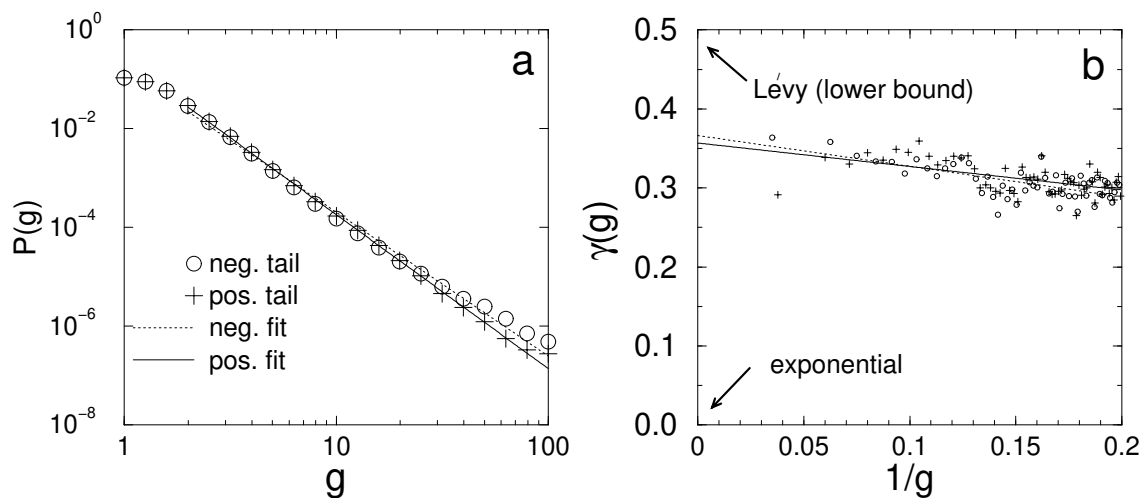 a
10⁰
10⁻²
10⁻⁴
10⁻⁶
10⁻⁸
P(g)
neg. tail
pos. tail
neg. fit
pos. fit
1
10
100
g
b
0.5
0.4
0.3
0.2
0.1
0.0
γ(g)
Lévy (lower bound)
exponential
0
0.05
0.1
0.15
0.2
1/g